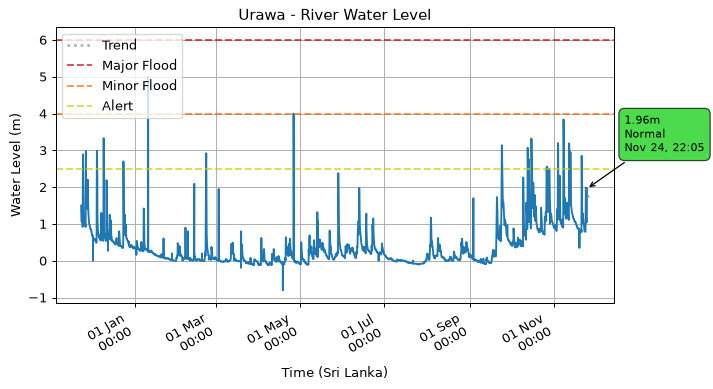 Urawa - River Water Level
Trend
Major Flood
Minor Flood
Alert
6
5
4
3
2
1
0
−1
Water Level (m)
1.96m
Normal
Nov 24, 22:05
01 Jan
00:00
01 Mar
00:00
01 May
00:00
01 Jul
00:00
01 Sep
00:00
01 Nov
00:00
Time (Sri Lanka)